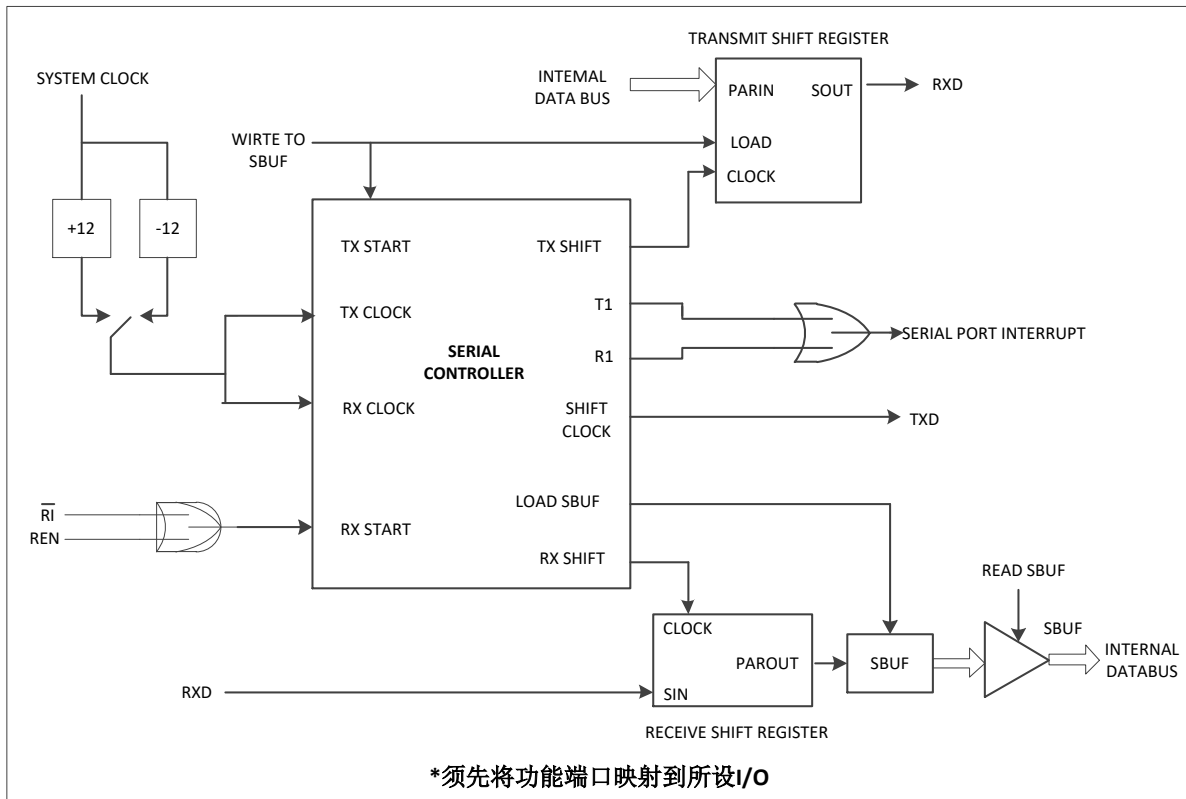 TRANSMIT SHIFT REGISTER
SYSTEM CLOCK
INTEMAL
DATA BUS
PARIN
SOUT
RXD
WIRTE TO
SBUF
LOAD
CLOCK
+12
-12
TX START
TX SHIFT
TX CLOCK
T1
SERIAL PORT INTERRUPT
SERIAL
CONTROLLER
R1
RX CLOCK
SHIFT
CLOCK
TXD
LOAD SBUF
RI
REN
RX START
RX SHIFT
READ SBUF
CLOCK
PAROUT
SBUF
SBUF
INTERNAL
DATABUS
RXD
SIN
RECEIVE SHIFT REGISTER
*须先将功能端口映射到所设I/O